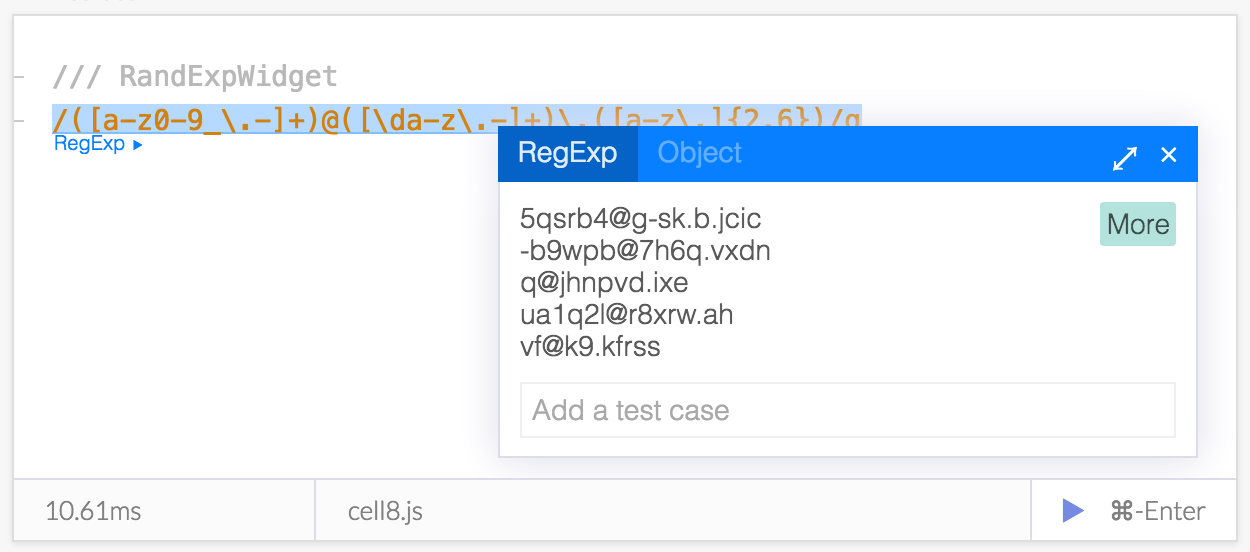 /// RandExpWidget
/([a-z0-9_\.-]+)@([\da-z\.-]+)\.([a-z\.]{2,6})/g
RegExp ▸
RegExp Object
5qsrb4@g-sk.b.jcic
More
-b9wpb@7h6q.vxdn
q@jhnpvd.ixe
ua1q2l@r8xrw.ah
vf@k9.kfrss
Add a test case
10.61ms
cell8.js
⌘-Enter